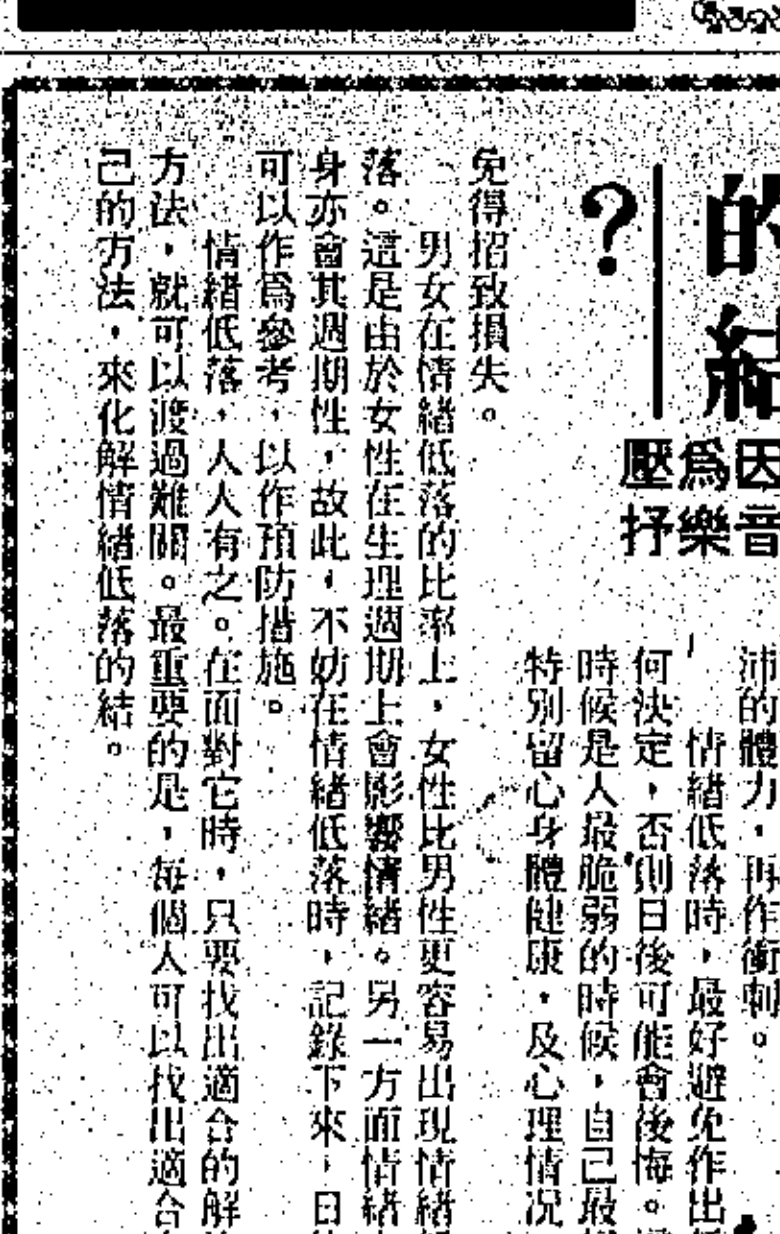 的紀
？
因音
爲樂
壓抒
沛的體力，再作衝刺。
情緒低落時，最好避免作出
何決定，否則日後可能會後悔。
時候是人最脆弱的時候，自己最
特別留心身體健康，及心理情況
免得招致損失。
男女在情緒低落的比率上，女性比男性更容易出現情緒
落。這是由於女性在生理週期上會影響情緒。另一方面情緒
身亦會其週期性，故此，不妨在情緒低落時，記錄下來，日
可以作爲參考，以作預防措施。
情緒低落，人人有之。在面對它時，只要找出適合的解
方法，就可以渡過難關。最重要的是，每個人可以找出適合
己的方法，來化解情緒低落的結。